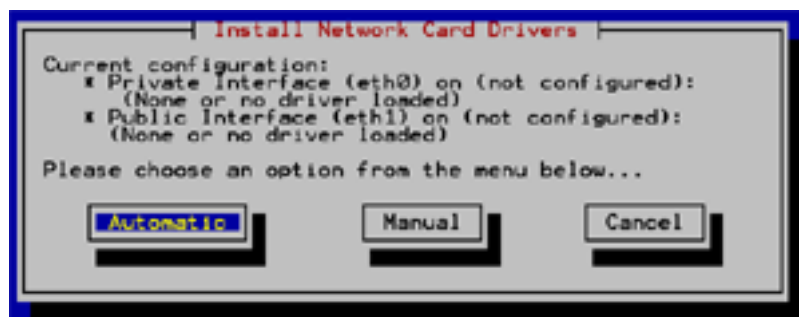 Install Network Card Drivers
Current configuration:
* Private Interface (eth0) on (not configured):
(None or no driver loaded)
* Public Interface (eth1) on (not configured):
(None or no driver loaded)
Please choose an option from the menu below...
Automatic Manual Cancel